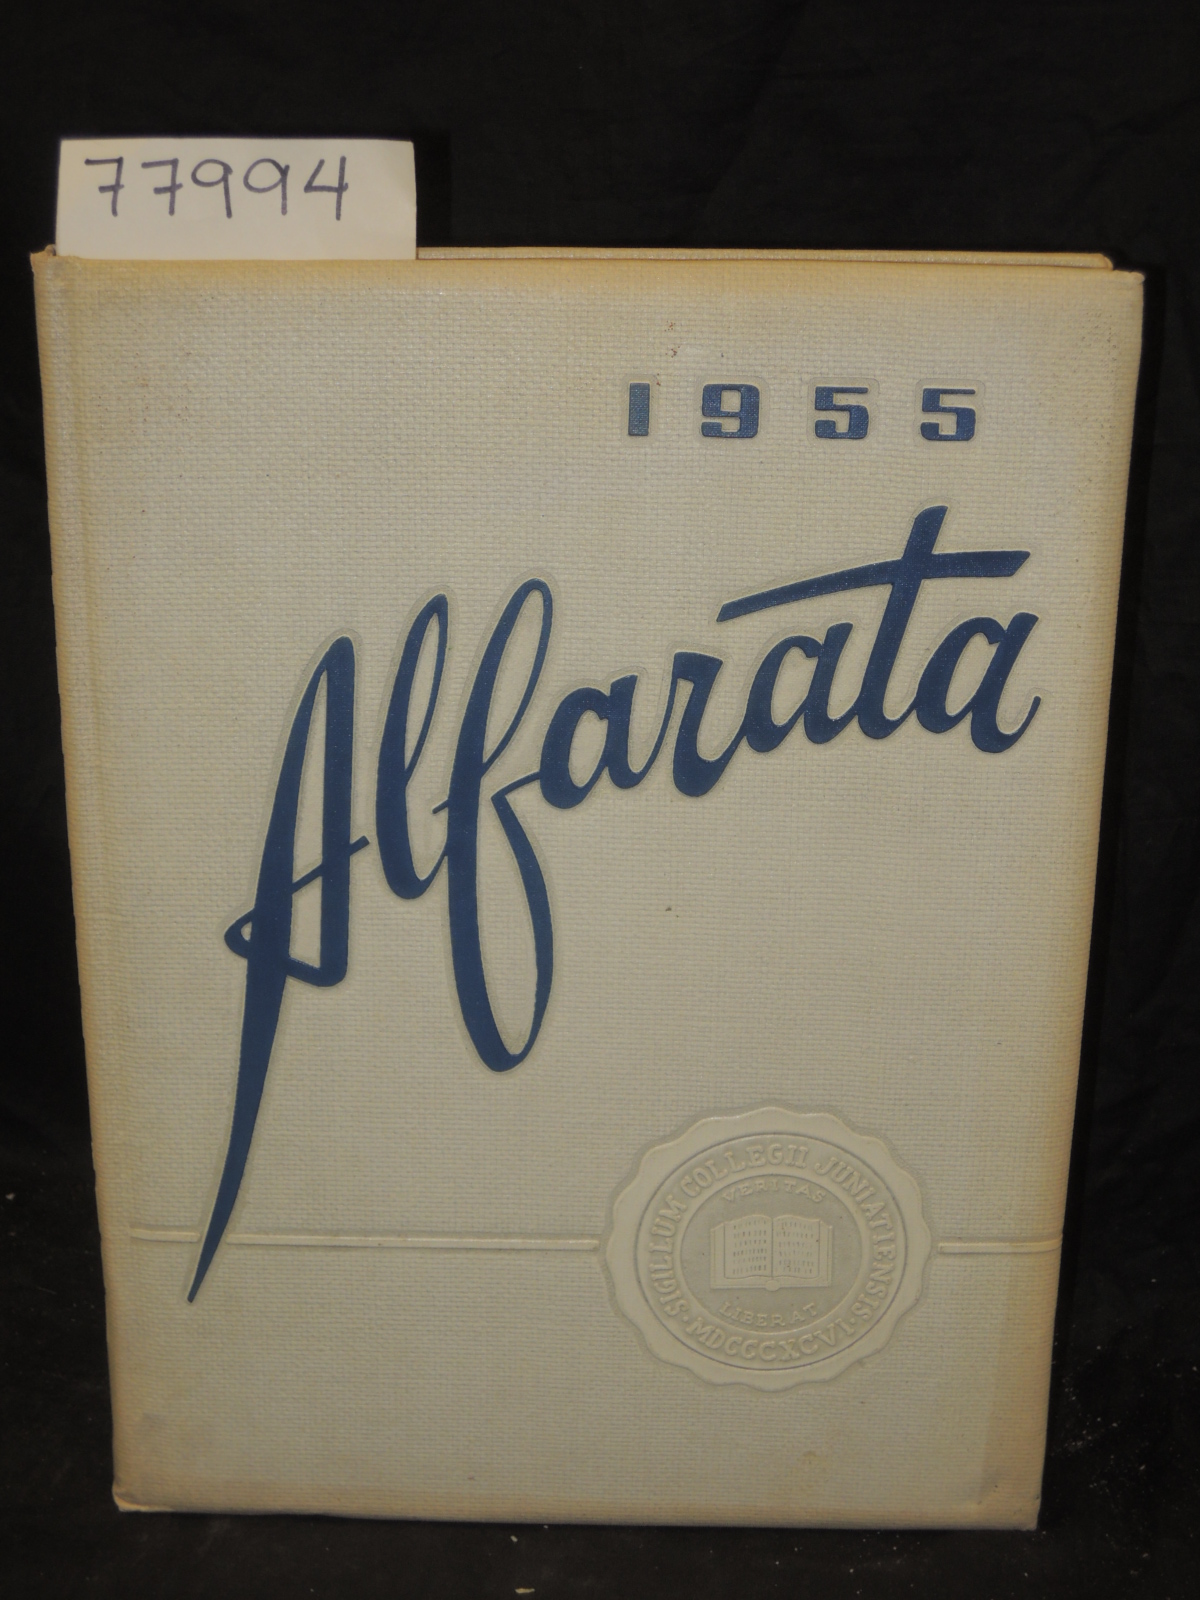 77994
1955
Alfarata
SIGILLUM COLLEGII JUNIATIENSIS
VERITAS
LIBERAT
· MDCCCXCVI ·